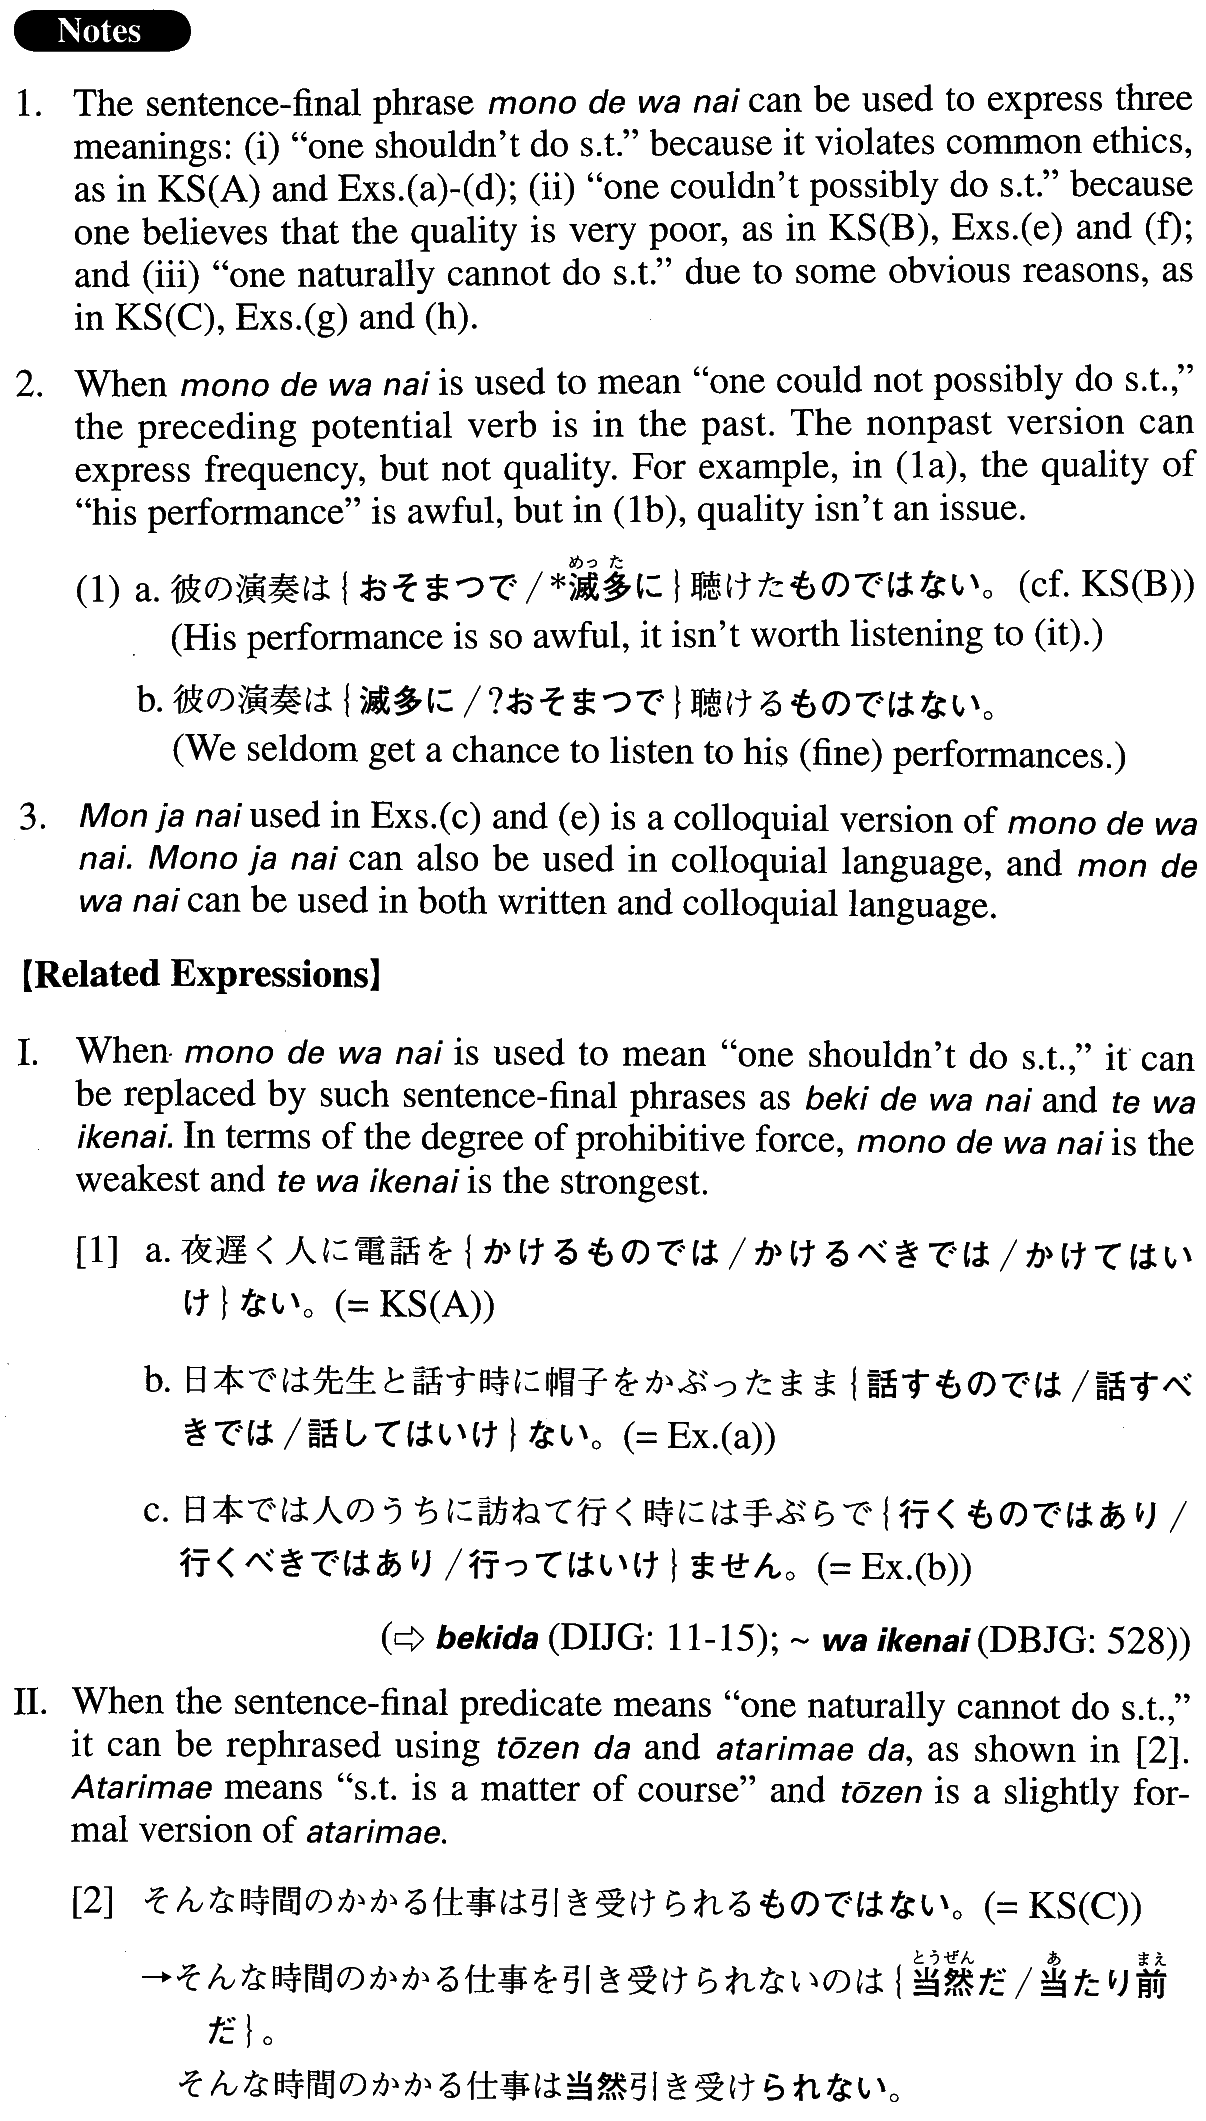 Notes
1. The sentence-final phrase mono de wa nai can be used to express three
meanings: (i) “one shouldn’t do s.t.” because it violates common ethics,
as in KS(A) and Exs.(a)-(d); (ii) “one couldn’t possibly do s.t.” because
one believes that the quality is very poor, as in KS(B), Exs.(e) and (f);
and (iii) “one naturally cannot do s.t.” due to some obvious reasons, as
in KS(C), Exs.(g) and (h).
2. When mono de wa nai is used to mean “one could not possibly do s.t.,”
the preceding potential verb is in the past. The nonpast version can
express frequency, but not quality. For example, in (1a), the quality of
“his performance” is awful, but in (1b), quality isn’t an issue.
めっ た
(1) a. 彼の演奏は{おそまつで/*滅多に}聴けたものではない。(cf. KS(B))
(His performance is so awful, it isn’t worth listening to (it).)
b. 彼の演奏は{滅多に/?おそまつで}聴けるものではない。
(We seldom get a chance to listen to his (fine) performances.)
3. Mon ja nai used in Exs.(c) and (e) is a colloquial version of mono de wa
nai. Mono ja nai can also be used in colloquial language, and mon de
wa nai can be used in both written and colloquial language.
【Related Expressions】
I. When mono de wa nai is used to mean “one shouldn’t do s.t.,” it can
be replaced by such sentence-final phrases as beki de wa nai and te wa
ikenai. In terms of the degree of prohibitive force, mono de wa nai is the
weakest and te wa ikenai is the strongest.
[1] a. 夜遅く人に電話を{かけるものでは/かけるべきでは/かけてはい
け}ない。(= KS(A))
b. 日本では先生と話す時に帽子をかぶったまま{話すものでは/話すべ
きでは/話してはいけ}ない。(= Ex.(a))
c. 日本では人のうちに訪ねて行く時には手ぶらで{行くものではあり/
行くべきではあり/行ってはいけ}ません。(= Ex.(b))
(⇨ bekida (DIJG: 11-15); ~ wa ikenai (DBJG: 528))
II. When the sentence-final predicate means “one naturally cannot do s.t.,”
it can be rephrased using tōzen da and atarimae da, as shown in [2].
Atarimae means “s.t. is a matter of course” and tōzen is a slightly for-
mal version of atarimae.
[2] そんな時間のかかる仕事は引き受けられるものではない。(= KS(C))
とうぜん あ まえ
→そんな時間のかかる仕事を引き受けられないのは{当然だ/当たり前
だ}。
そんな時間のかかる仕事は当然引き受けられない。